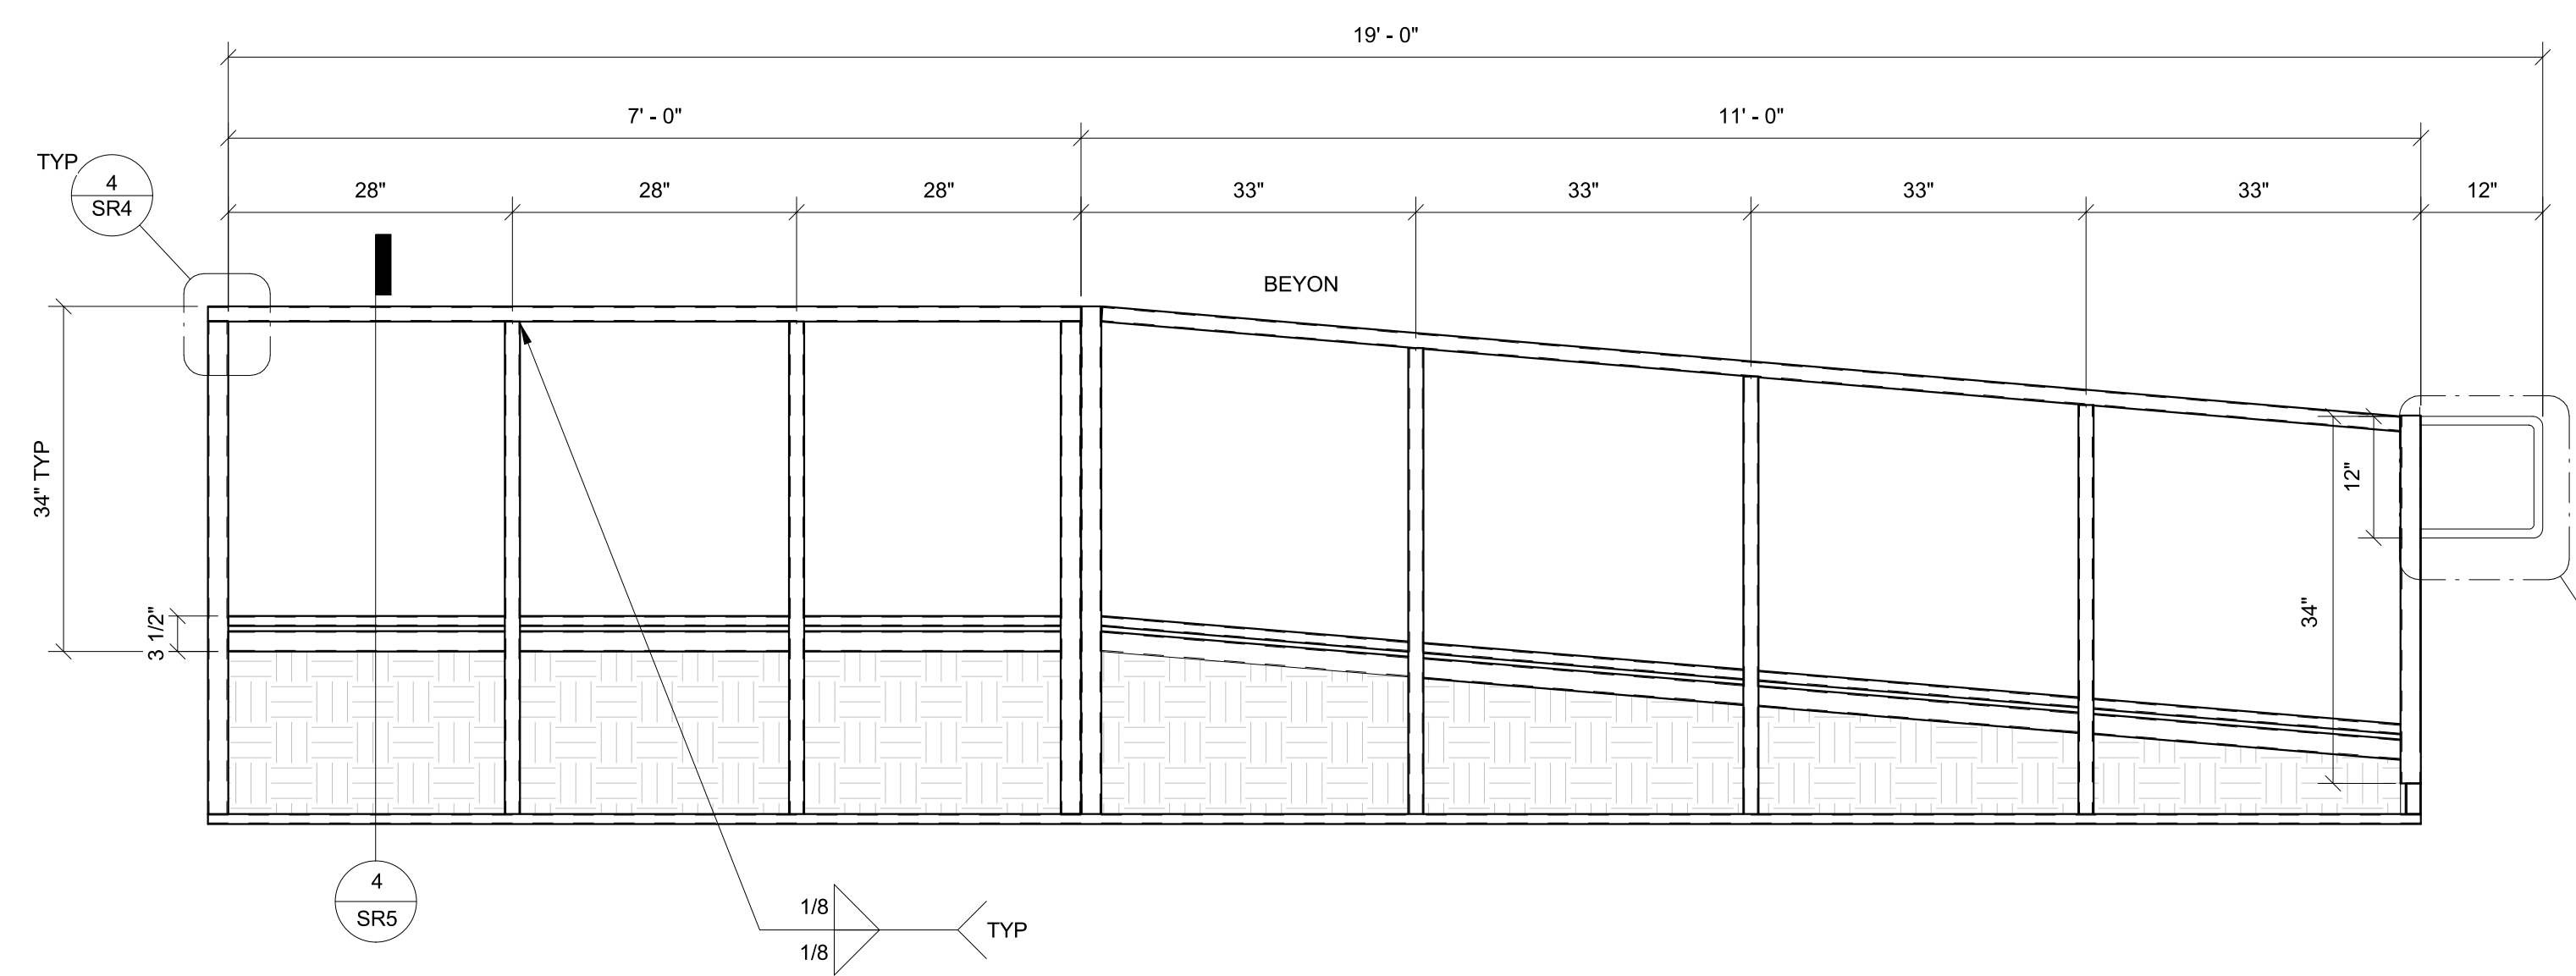 19' - 0"
7' - 0"
11' - 0"
TYP
4
SR4
28"
28"
28"
33"
33"
33"
33"
12"
BEYON
34" TYP
3 1/2"
12"
34"
4
SR5
1/8
1/8
TYP